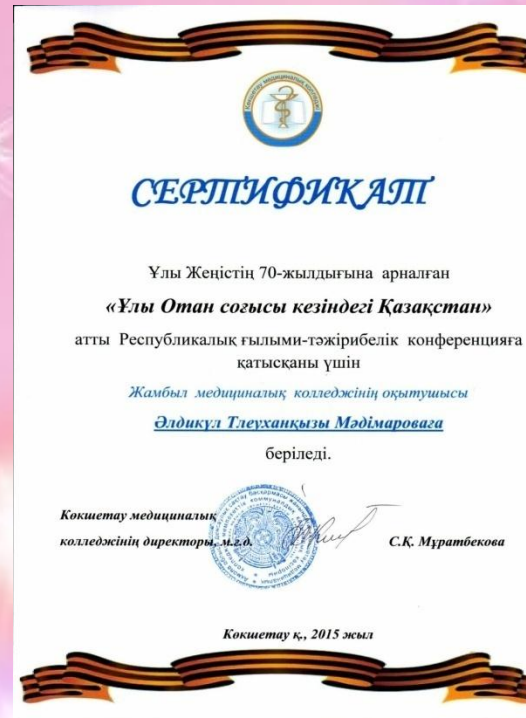 СЕРТИФИКАТ
Ұлы Жеңістің 70-жылдығына арналған
«Ұлы Отан соғысы кезіндегі Қазақстан»
атты Республикалық ғылыми-тәжірибелік конференцияға
қатысқаны үшін
Жамбыл медициналық колледжінің оқытушысы
Әлдикүл Тлеуханқызы Мәдімароваға
беріледі.
Көкшетау медициналық
колледжінің директоры, м.ғ.д. С.Қ. Мұратбекова
Көкшетау қ., 2015 жыл